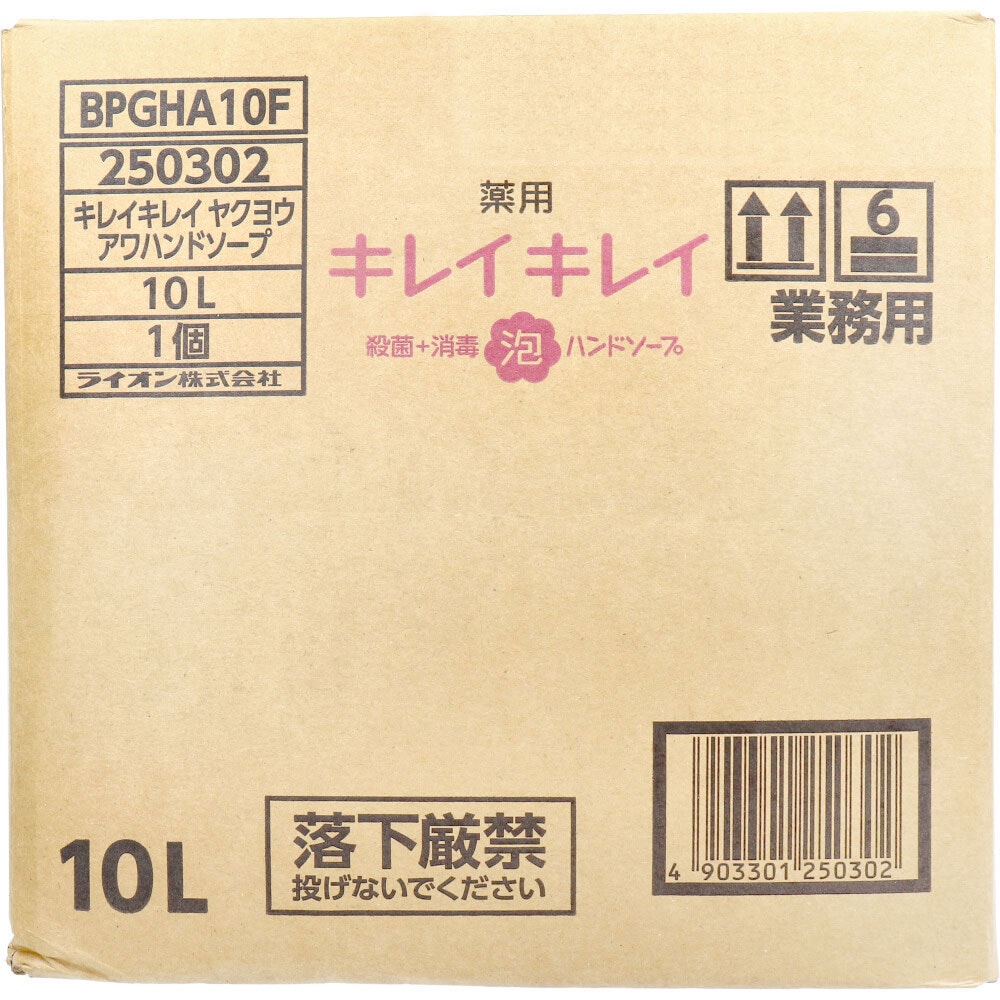 BPGHA10F
250302
キレイキレイ ヤクヨウ
アワハンドソープ
10L
1個
ライオン株式会社
薬用
キレイキレイ
殺菌+消毒 泡 ハンドソープ
6
業務用
10L
落下厳禁
投げないでください
4 903301 250302